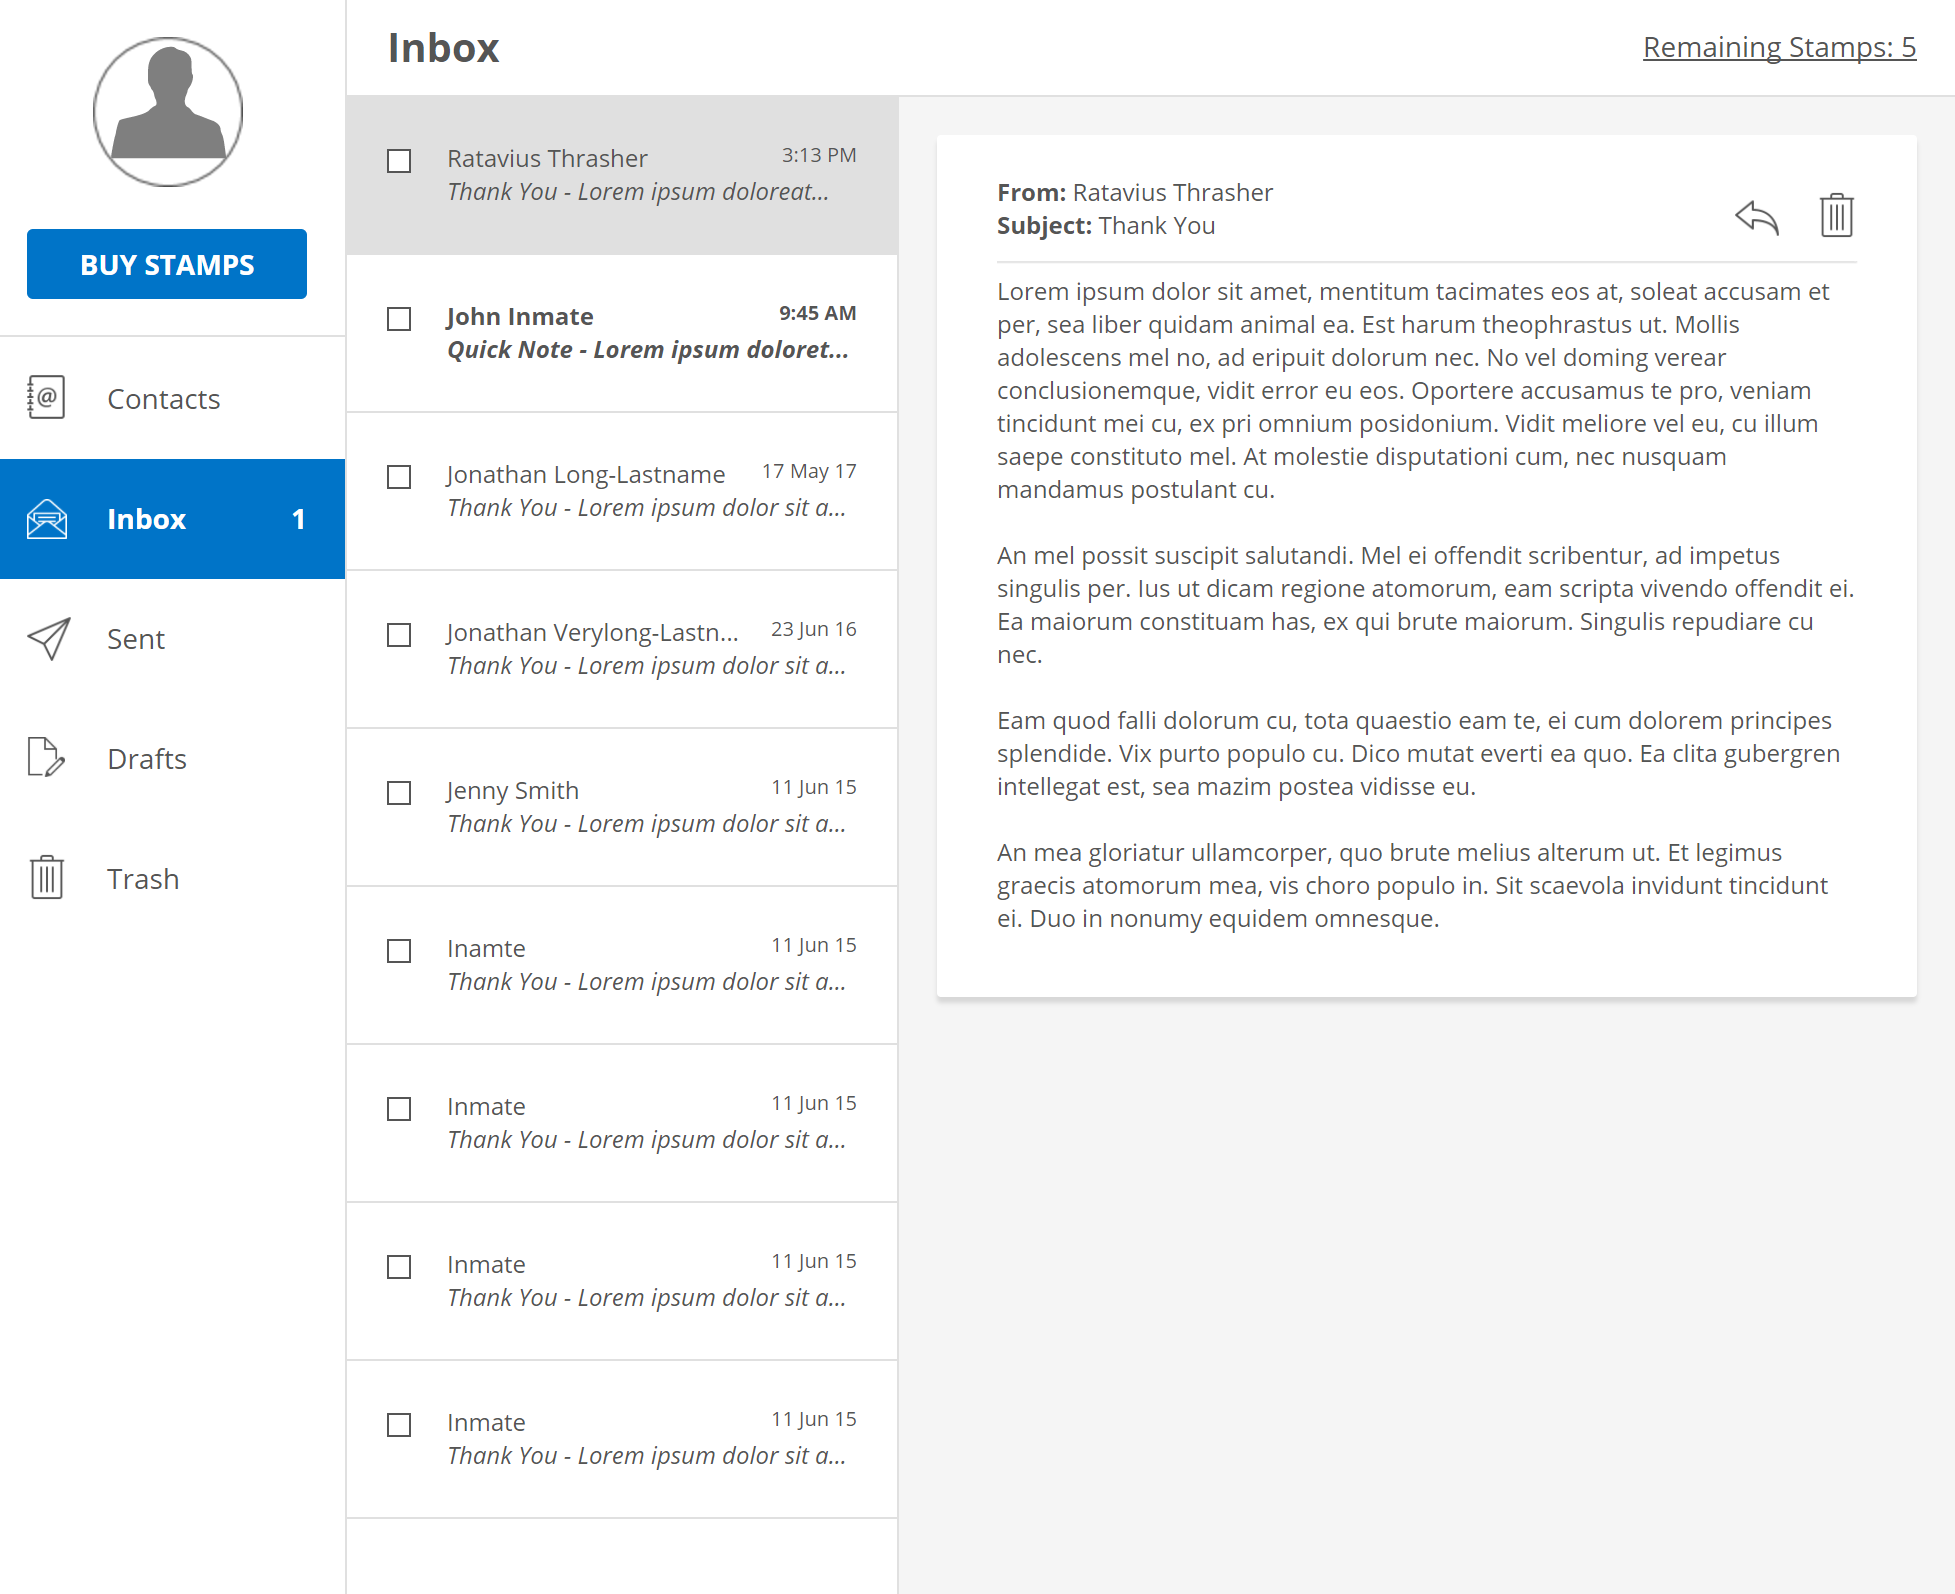 BUY STAMPS
Contacts
Inbox 1
Sent
Drafts
Trash
Inbox
Remaining Stamps: 5
Ratavius Thrasher 3:13 PM
Thank You - Lorem ipsum doloreat...
John Inmate 9:45 AM
Quick Note - Lorem ipsum doloret...
Jonathan Long-Lastname 17 May 17
Thank You - Lorem ipsum dolor sit a...
Jonathan Verylong-Lastn... 23 Jun 16
Thank You - Lorem ipsum dolor sit a...
Jenny Smith 11 Jun 15
Thank You - Lorem ipsum dolor sit a...
Inamte 11 Jun 15
Thank You - Lorem ipsum dolor sit a...
Inmate 11 Jun 15
Thank You - Lorem ipsum dolor sit a...
Inmate 11 Jun 15
Thank You - Lorem ipsum dolor sit a...
Inmate 11 Jun 15
Thank You - Lorem ipsum dolor sit a...
From: Ratavius Thrasher
Subject: Thank You
Lorem ipsum dolor sit amet, mentitum tacimates eos at, soleat accusam et
per, sea liber quidam animal ea. Est harum theophrastus ut. Mollis
adolescens mel no, ad eripuit dolorum nec. No vel doming verear
conclusionemque, vidit error eu eos. Oportere accusamus te pro, veniam
tincidunt mei cu, ex pri omnium posidonium. Vidit meliore vel eu, cu illum
saepe constituto mel. At molestie disputationi cum, nec nusquam
mandamus postulant cu.
An mel possit suscipit salutandi. Mel ei offendit scribentur, ad impetus
singulis per. Ius ut dicam regione atomorum, eam scripta vivendo offendit ei.
Ea maiorum constituam has, ex qui brute maiorum. Singulis repudiare cu
nec.
Eam quod falli dolorum cu, tota quaestio eam te, ei cum dolorem principes
splendide. Vix purto populo cu. Dico mutat everti ea quo. Ea clita gubergren
intellegat est, sea mazim postea vidisse eu.
An mea gloriatur ullamcorper, quo brute melius alterum ut. Et legimus
graecis atomorum mea, vis choro populo in. Sit scaevola invidunt tincidunt
ei. Duo in nonumy equidem omnesque.